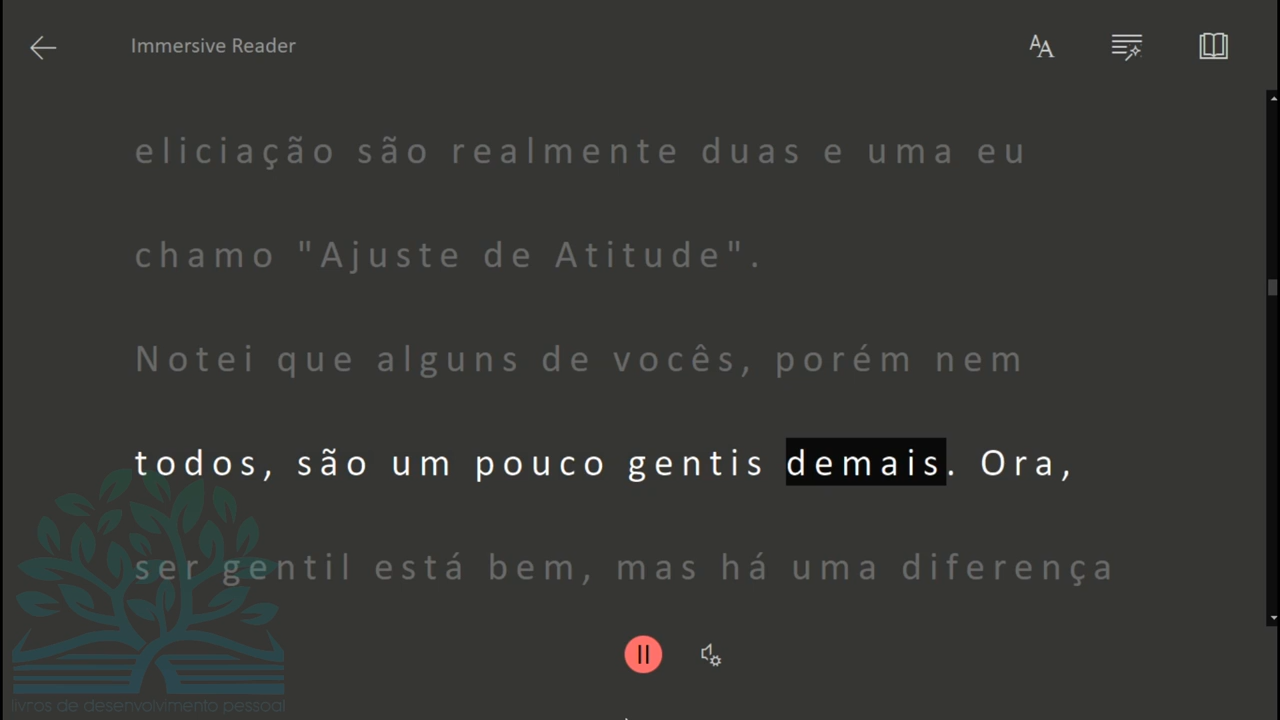 Immersive Reader
eliciação são realmente duas e uma eu
chamo "Ajuste de Atitude".
Notei que alguns de vocês, porém nem
todos, são um pouco gentis demais. Ora,
ser gentil está bem, mas há uma diferença
livros de desenvolvimento pessoal